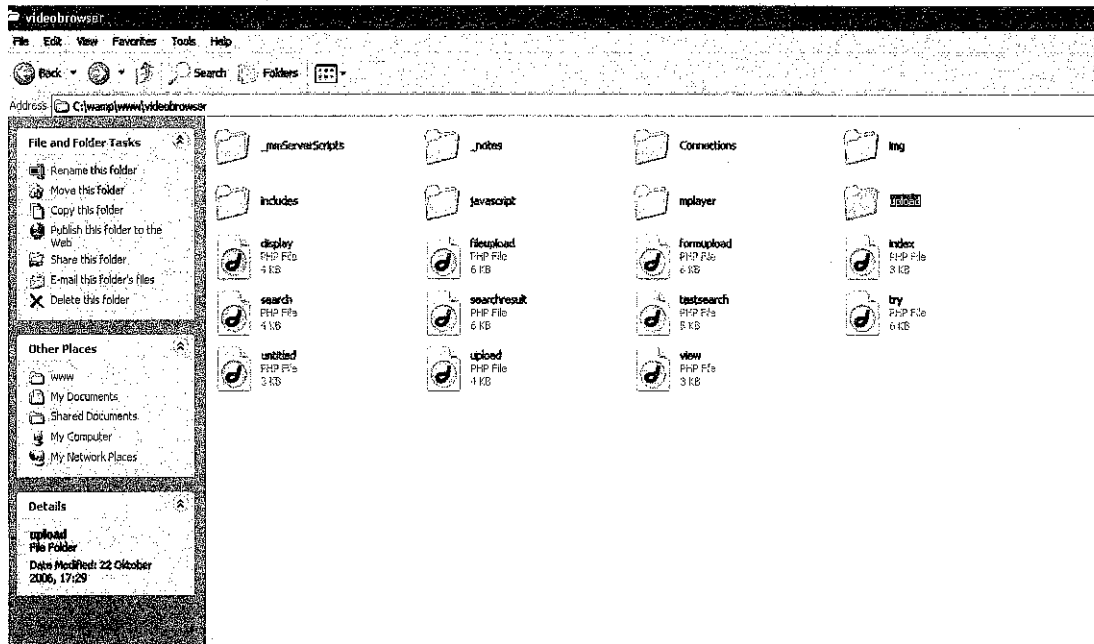 videobrowser
File Edit View Favorites Tools Help
Back Search Folders
Address C:\wamp\www\videobrowser
File and Folder Tasks
Rename this folder
Move this folder
Copy this folder
Publish this folder to the
Web
Share this folder
E-mail this folder's files
Delete this folder
Other Places
www
My Documents
Shared Documents
My Computer
My Network Places
Details
upload
File Folder
Date Modified: 22 Oktober
2006, 17:29
_mmServerScripts _notes Connections img
includes javascript mplayer upload
display fileupload formupload index
PHP File PHP File PHP File PHP File
4 KB 6 KB 6 KB 3 KB
search searchresult testsearch try
PHP File PHP File PHP File PHP File
4 KB 6 KB 5 KB 6 KB
untitled upload view
PHP File PHP File PHP File
3 KB 4 KB 3 KB